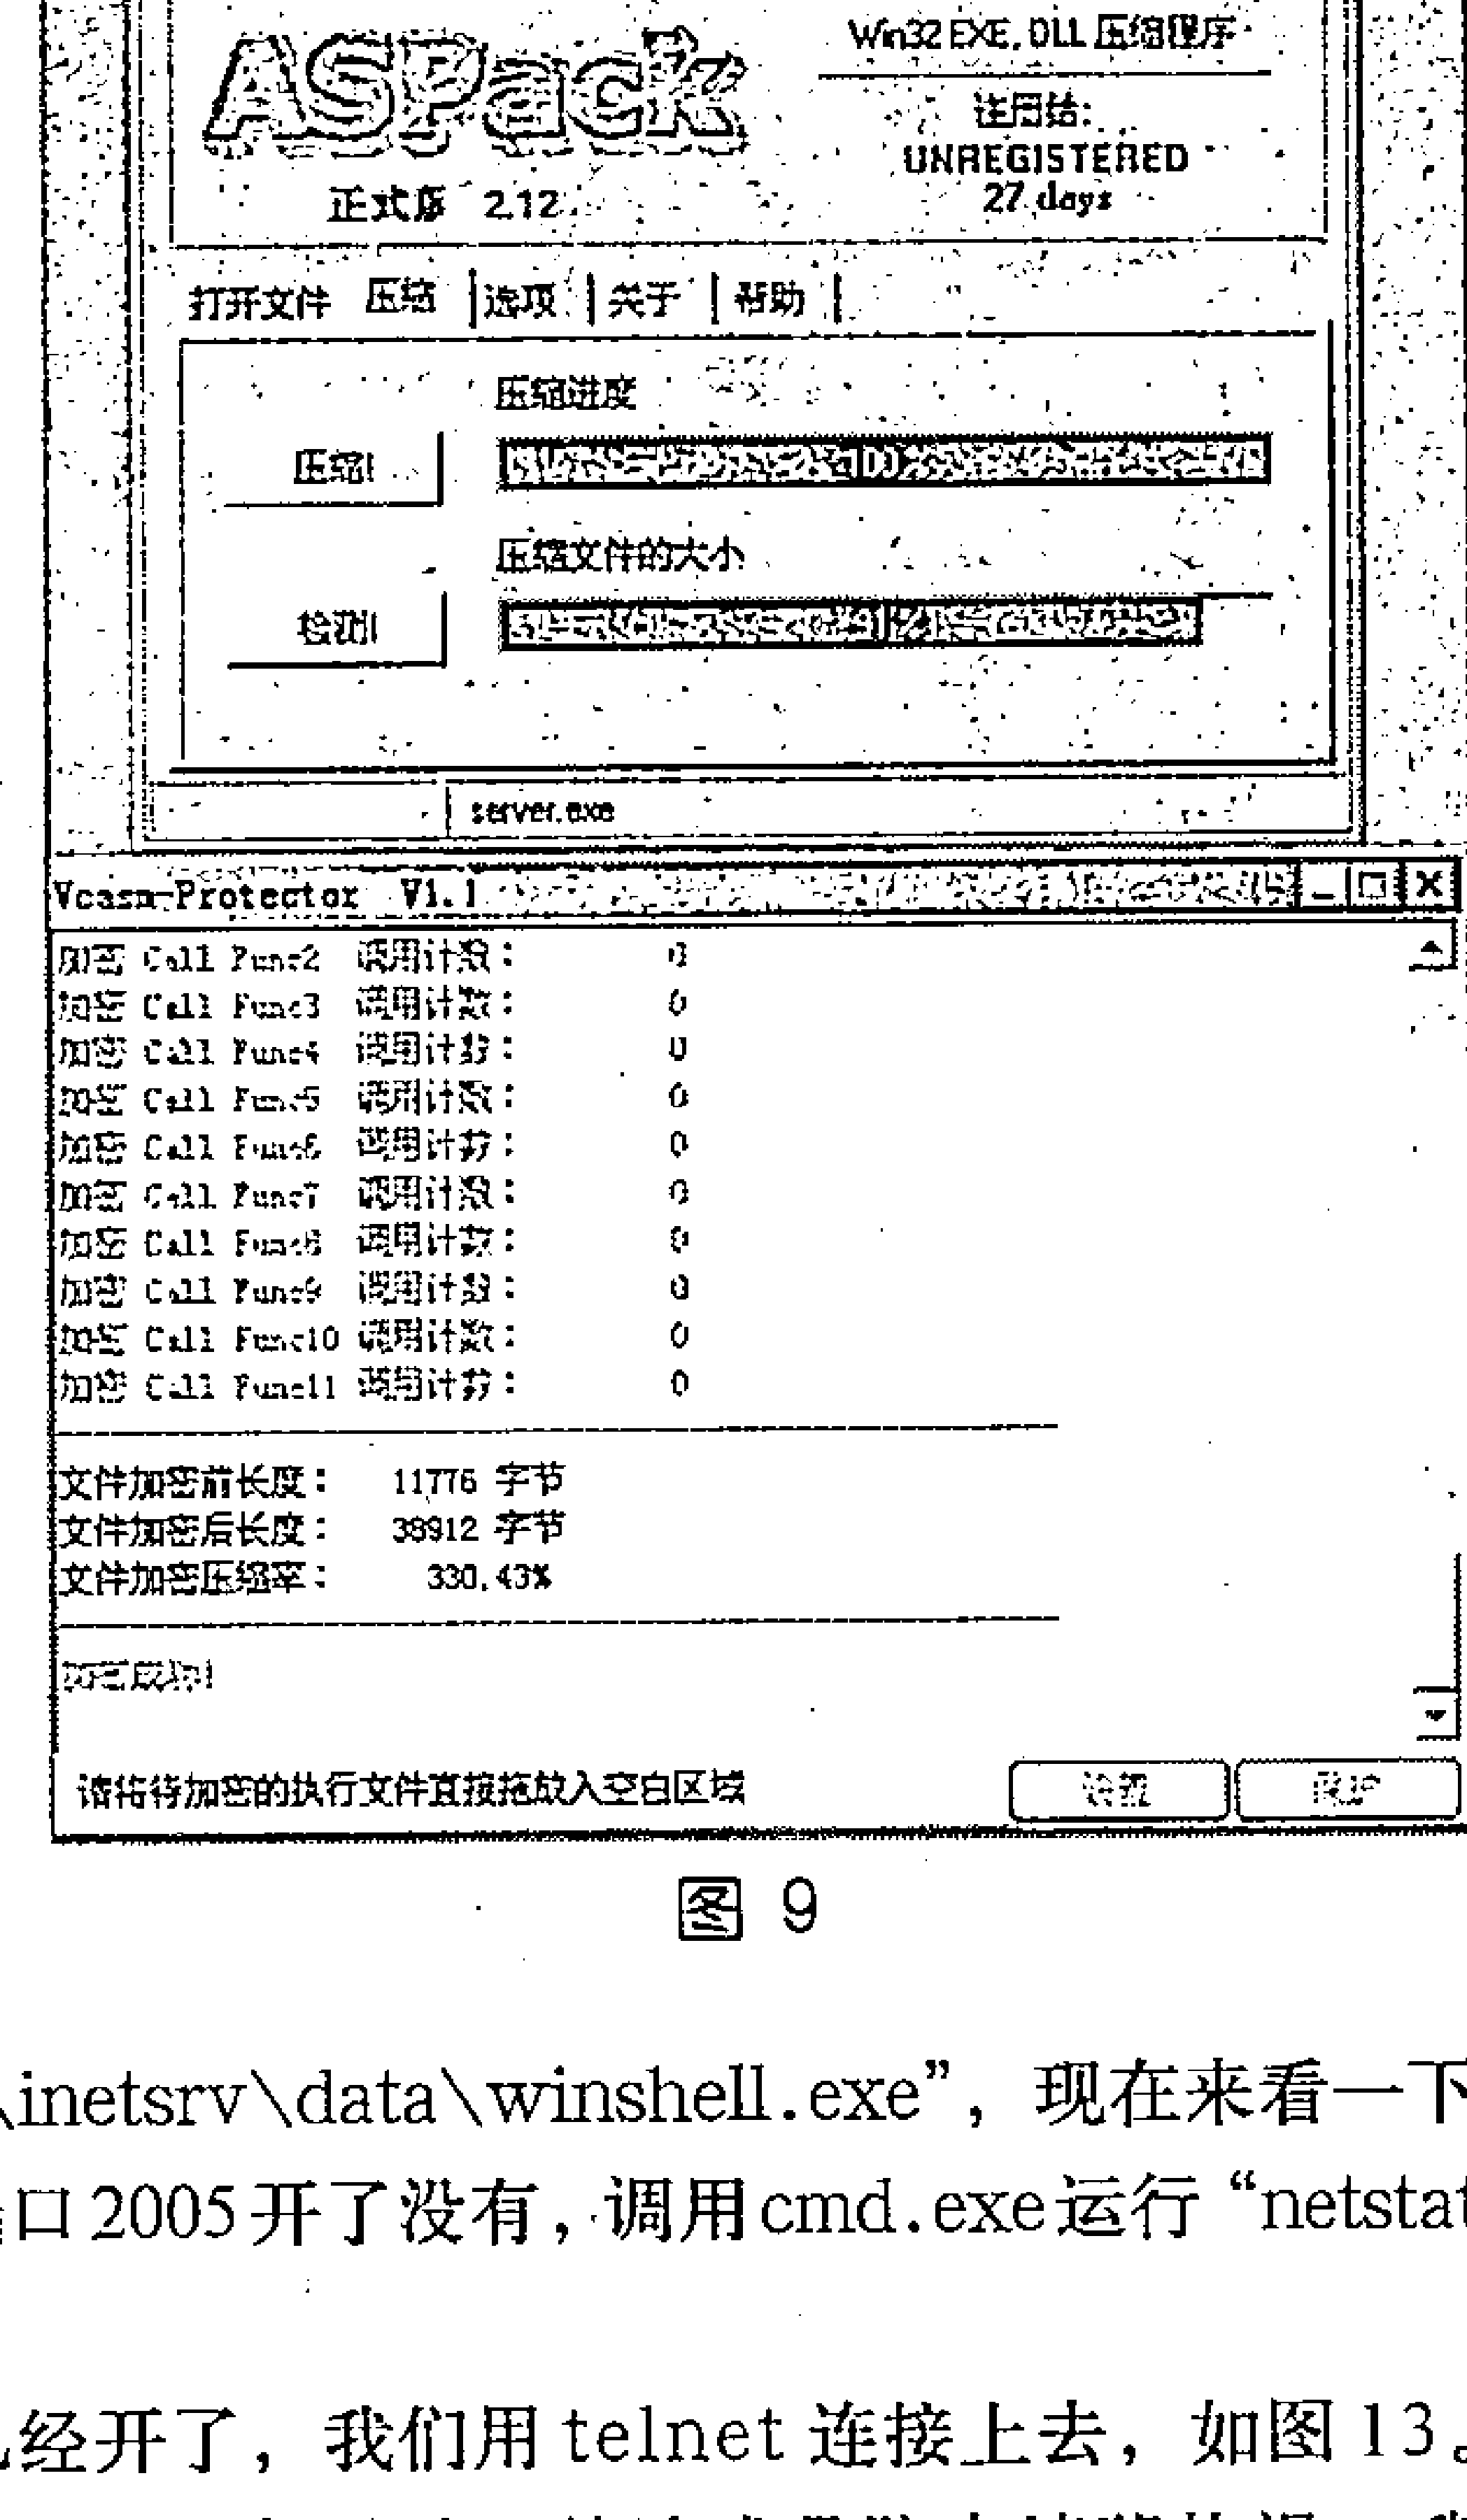 ASPack
Win32 EXE, DLL 压缩程序
UNREGISTERED
27 days
正式版 2.12
打开文件 压缩 选项 关于 帮助
压缩进度
压缩! 100
压缩文件的大小
检测!
server.exe
Vcasm-Protector V1.1
加密 Call Func2 调用计数: 0
加密 Call Func3 调用计数: 0
加密 Call Func4 调用计数: 0
加密 Call Func5 调用计数: 0
加密 Call Func6 调用计数: 0
加密 Call Func7 调用计数: 0
加密 Call Func8 调用计数: 0
加密 Call Func9 调用计数: 0
加密 Call Func10 调用计数: 0
加密 Call Func11 调用计数: 0
文件加密前长度: 11776 字节
文件加密后长度: 38912 字节
文件加密压缩率: 330.43%
请将待加密的执行文件直接拖放入空白区域
保护
图 9
\inetsrv\data\winshell.exe”, 现在来看一下
口2005开了没有, 调用cmd.exe运行 “netstat
经开了, 我们用 telnet 连接上去, 如图 13。